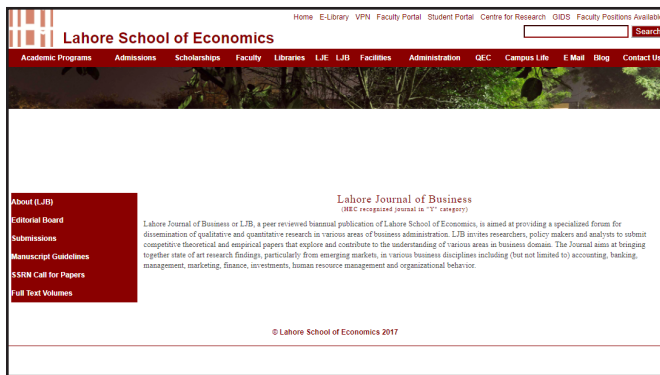 Home E-Library VPN Faculty Portal Student Portal Centre for Research GIDS Faculty Positions Available
Lahore School of Economics
Search
Academic Programs Admissions Scholarships Faculty Libraries LJE LJB Facilities Administration QEC Campus Life E Mail Blog Contact Us
About (LJB)
Editorial Board
Submissions
Manuscript Guidelines
SSRN Call for Papers
Full Text Volumes
Lahore Journal of Business
(HEC recognized journal in "Y" category)
Lahore Journal of Business or LJB, a peer reviewed biannual publication of Lahore School of Economics, is aimed at providing a specialized forum for
dissemination of qualitative and quantitative research in various areas of business administration. LJB invites researchers, policy makers and analysts to submit
competitive theoretical and empirical papers that explore and contribute to the understanding of various areas in business domain. The Journal aims at bringing
together state of art research findings, particularly from emerging markets, in various business disciplines including (but not limited to) accounting, banking,
management, marketing, finance, investments, human resource management and organizational behavior.
© Lahore School of Economics 2017